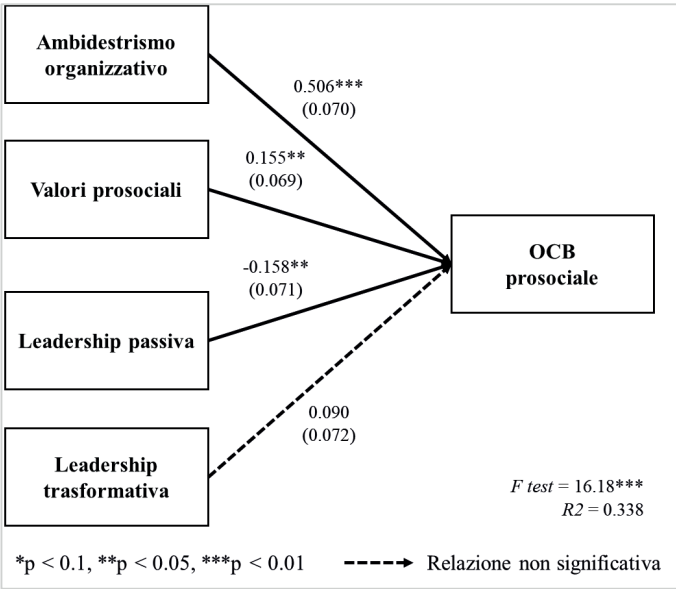 Ambidestrismo
organizzativo
0.506***
(0.070)
Valori prosociali
0.155**
(0.069)
OCB
prosociale
Leadership passiva
-0.158**
(0.071)
Leadership
trasformativa
0.090
(0.072)
F test = 16.18***
R2 = 0.338
*p < 0.1, **p < 0.05, ***p < 0.01
Relazione non significativa